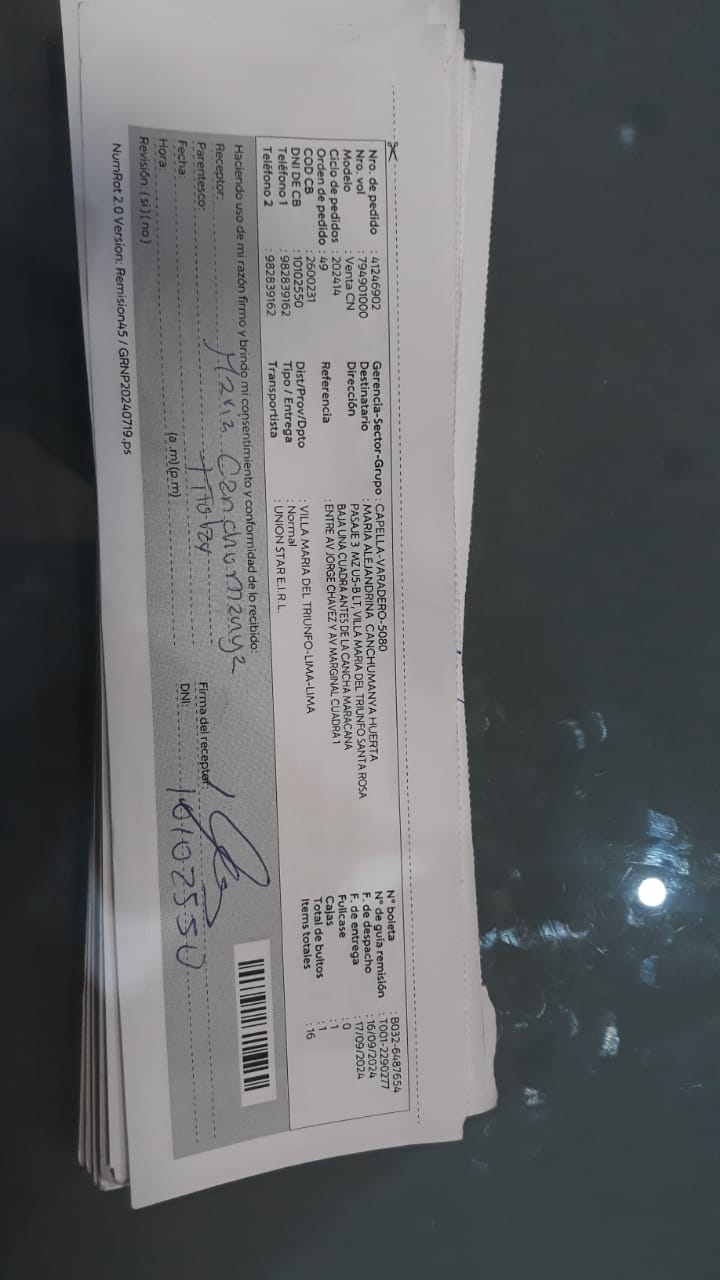 Nro. de pedido : 41246902
Nro. vol : 794901000
Modelo : Venta CN
Ciclo de pedidos : 202414
Orden de pedido : 49
COD CB : 2600231
DNI DE CB : 10102550
Teléfono 1 : 982839162
Teléfono 2 : 982839162
Gerencia-Sector-Grupo : CAPELLA-VARADERO-5080
Destinatario : MARIA ALEJANDRINA CANCHUMANYA HUERTA
Dirección : PASAJE 3 MZ U5-B LT, VILLA MARIA DEL TRIUNFO SANTA ROSA
BAJA UNA CUADRA ANTES DE LA CANCHA MARACANA
Referencia : ENTRE AV JORGE CHAVEZ Y AV MARGINAL CUADRA 1
Dist/Prov/Dpto : VILLA MARIA DEL TRIUNFO-LIMA-LIMA
Tipo / Entrega : Normal
Transportista : UNION STAR E.I.R.L.
N° boleta : B032-6487654
N° de guía remisión : T001-2290277
F. de despacho : 16/09/2024
F. de entrega : 17/09/2024
Fullcase : 0
Cajas : 1
Total de bultos : 1
Items totales : 16
Haciendo uso de mi razón firmo y brindo mi consentimiento y conformidad de lo recibido:
Receptor: Maria Canchumanya
Parentesco:
Fecha:
Hora: (a.m)(p.m)
Revisión: (si) (no)
Firma del receptor:
DNI: 10102550
NumRot 2.0 Version: Remision45 / GRNP20240719.ps